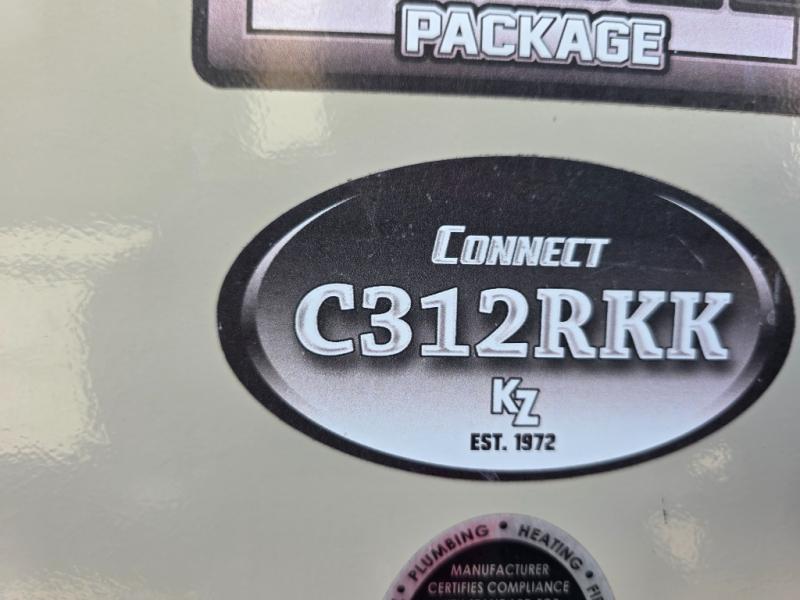 PACKAGE
CONNECT
C312RKK
KZ
EST. 1972
PLUMBING • HEATING •
MANUFACTURER
CERTIFIES COMPLIANCE